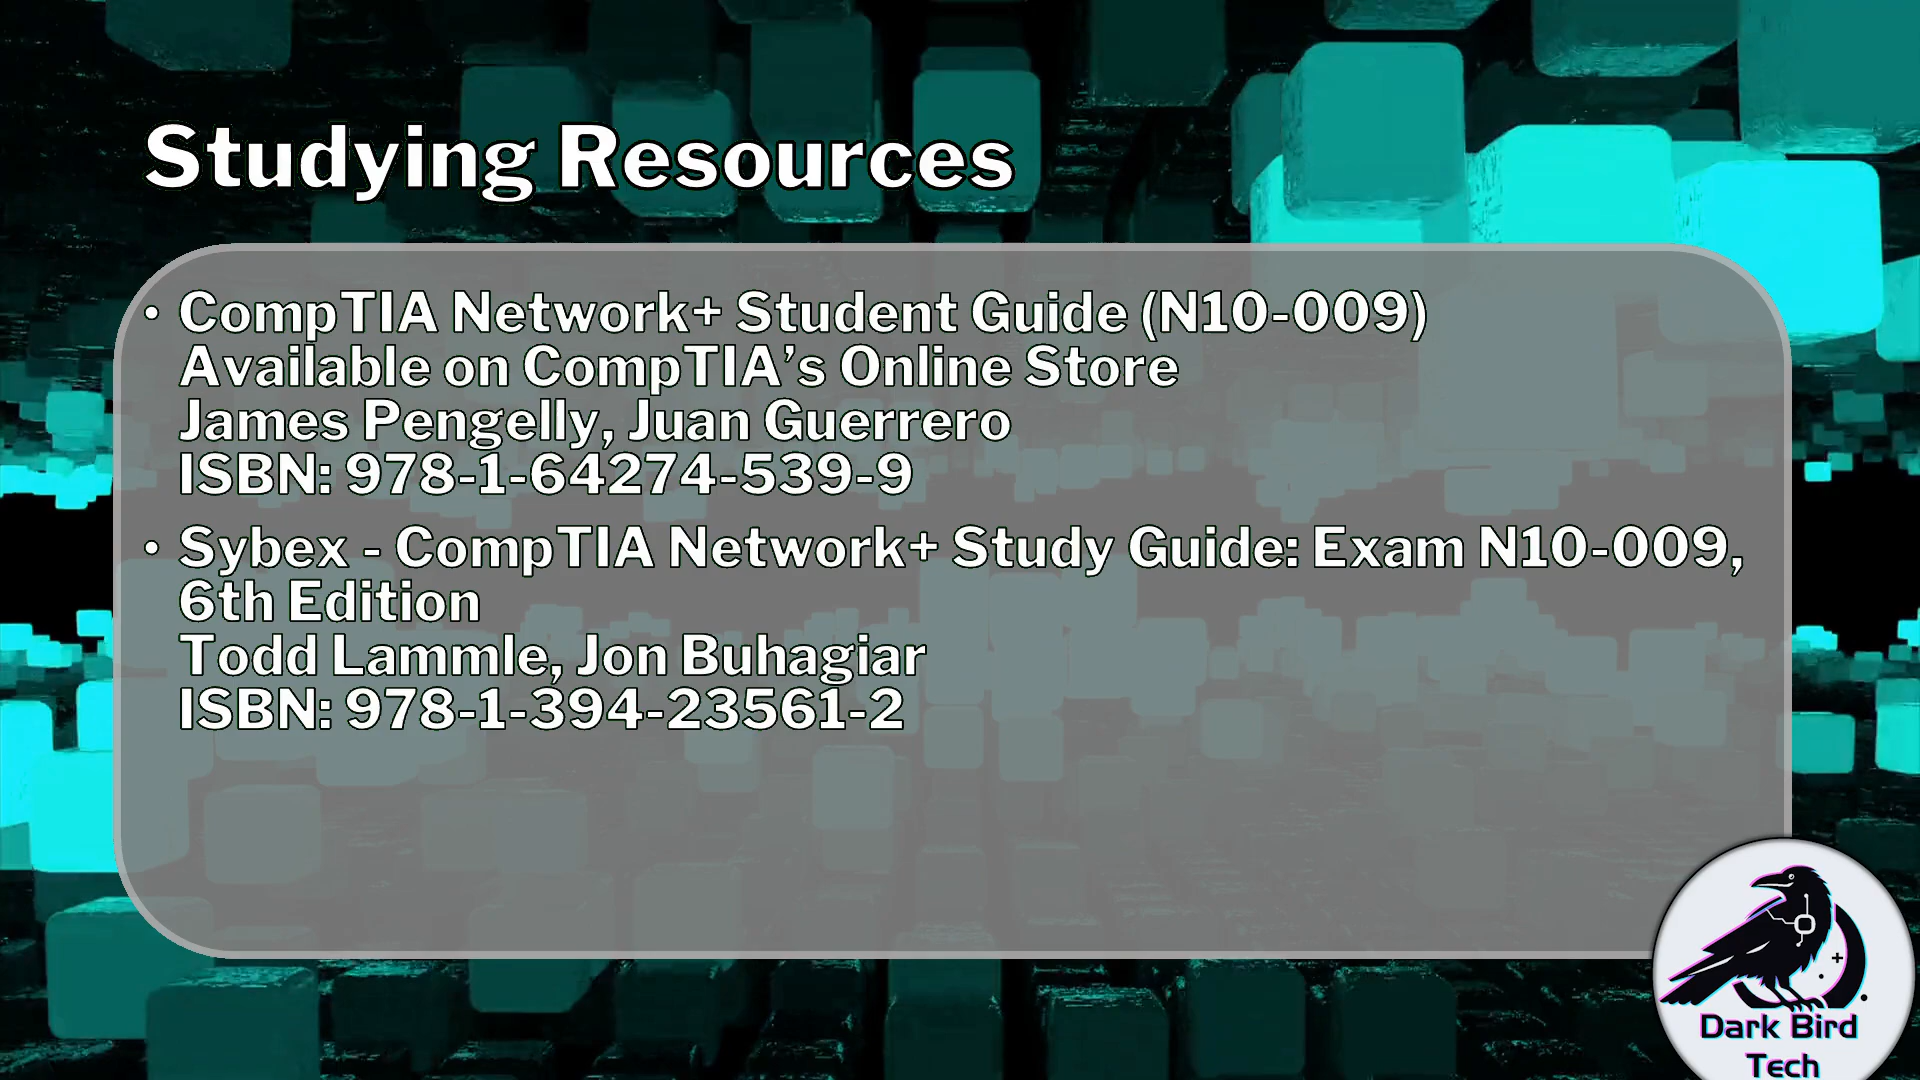 Studying Resources
• CompTIA Network+ Student Guide (N10-009)
Available on CompTIA’s Online Store
James Pengelly, Juan Guerrero
ISBN: 978-1-64274-539-9
• Sybex - CompTIA Network+ Study Guide: Exam N10-009,
6th Edition
Todd Lammle, Jon Buhagiar
ISBN: 978-1-394-23561-2
Dark Bird
Tech